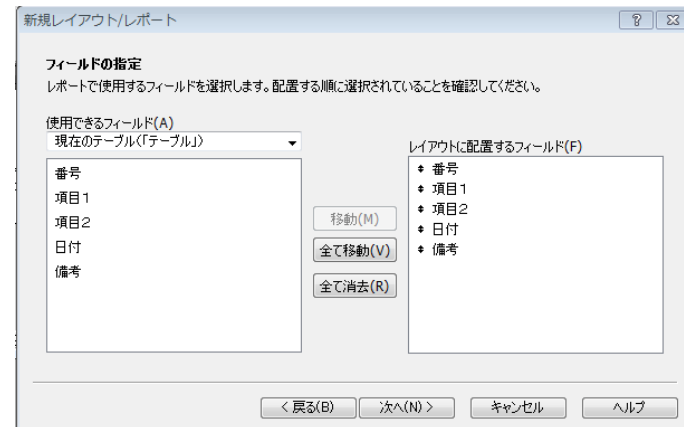 新規レイアウト/レポート
フィールドの指定
レポートで使用するフィールドを選択します。配置する順に選択されていることを確認してください。
使用できるフィールド(A)
現在のテーブル(「テーブル」)
番号
項目1
項目2
日付
備考
移動(M)
全て移動(V)
全て消去(R)
レイアウトに配置するフィールド(F)
番号
項目1
項目2
日付
備考
< 戻る(B)
次へ(N) >
キャンセル
ヘルプ